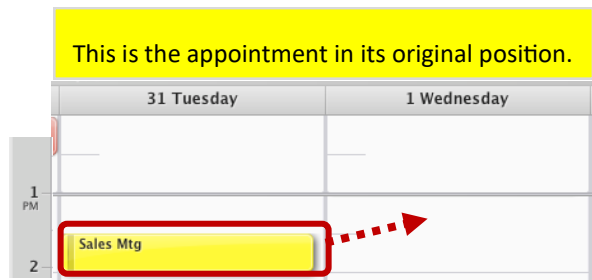 This is the appointment in its original position.
31 Tuesday
1 Wednesday
1
PM
Sales Mtg
2